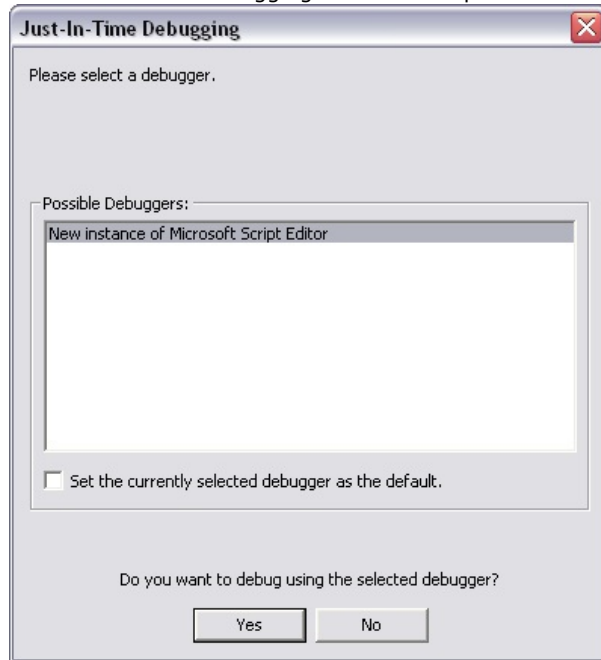 Just-In-Time Debugging
Please select a debugger.
Possible Debuggers:
New instance of Microsoft Script Editor
Set the currently selected debugger as the default.
Do you want to debug using the selected debugger?
Yes No